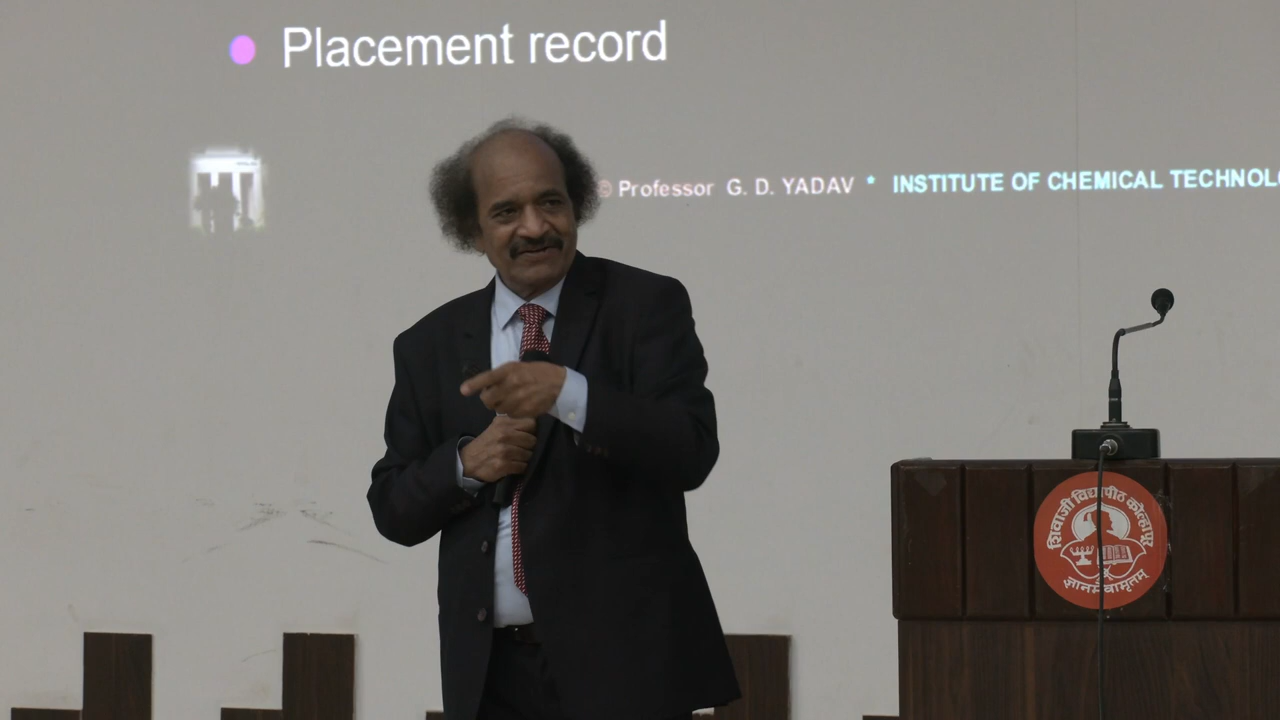 Placement record
© Professor G. D. YADAV * INSTITUTE OF CHEMICAL TECHNOLO
शिवाजी विद्यापीठ कोल्हापूर
ज्ञानमेवामृतम्